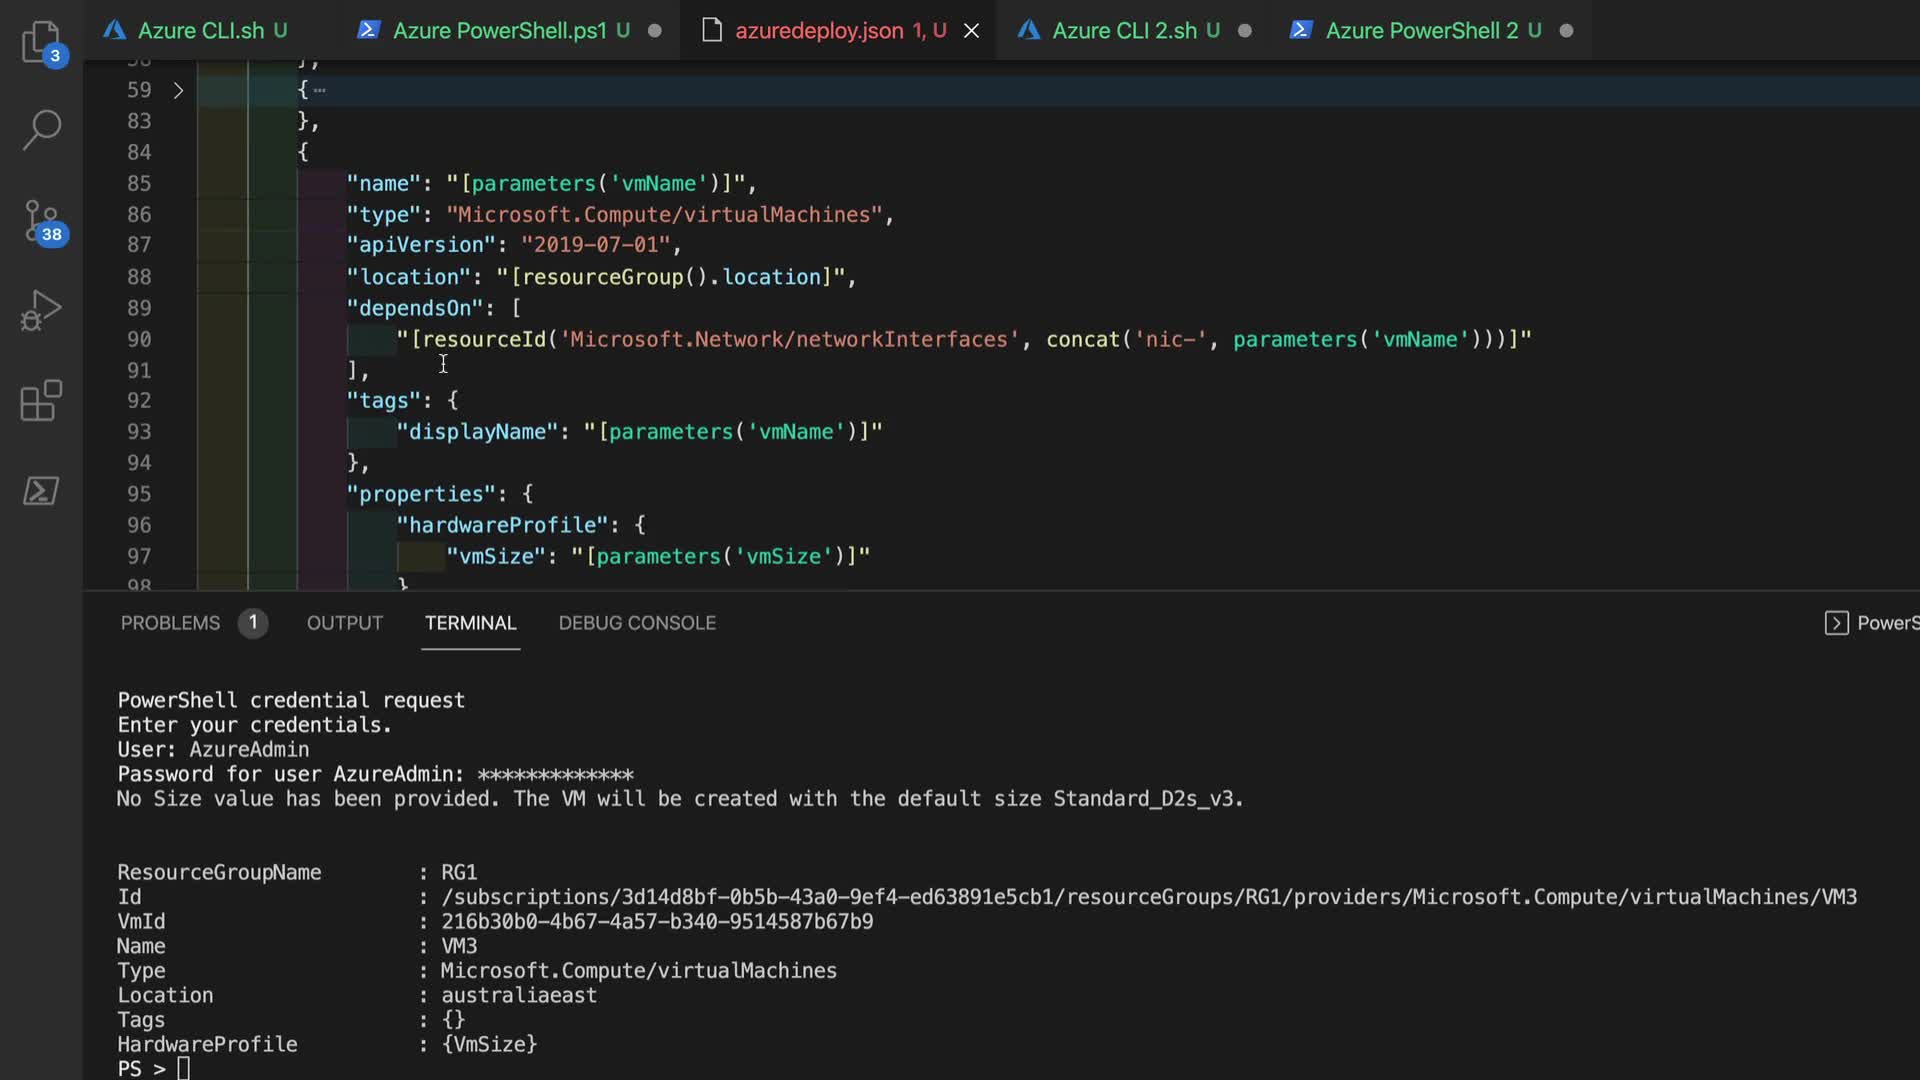 Azure CLI.sh U
Azure PowerShell.ps1 U
azuredeploy.json 1, U
Azure CLI 2.sh U
Azure PowerShell 2 U
3
38
58 },
59 { ⋯
83 },
84 {
85 "name": "[parameters('vmName')]",
86 "type": "Microsoft.Compute/virtualMachines",
87 "apiVersion": "2019-07-01",
88 "location": "[resourceGroup().location]",
89 "dependsOn": [
90 "[resourceId('Microsoft.Network/networkInterfaces', concat('nic-', parameters('vmName')))]"
91 ],
92 "tags": {
93 "displayName": "[parameters('vmName')]"
94 },
95 "properties": {
96 "hardwareProfile": {
97 "vmSize": "[parameters('vmSize')]"
98 }
PROBLEMS 1 OUTPUT TERMINAL DEBUG CONSOLE
PowerS
PowerShell credential request
Enter your credentials.
User: AzureAdmin
Password for user AzureAdmin: *************
No Size value has been provided. The VM will be created with the default size Standard_D2s_v3.
ResourceGroupName : RG1
Id : /subscriptions/3d14d8bf-0b5b-43a0-9ef4-ed63891e5cb1/resourceGroups/RG1/providers/Microsoft.Compute/virtualMachines/VM3
VmId : 216b30b0-4b67-4a57-b340-9514587b67b9
Name : VM3
Type : Microsoft.Compute/virtualMachines
Location : australiaeast
Tags : {}
HardwareProfile : {VmSize}
PS >